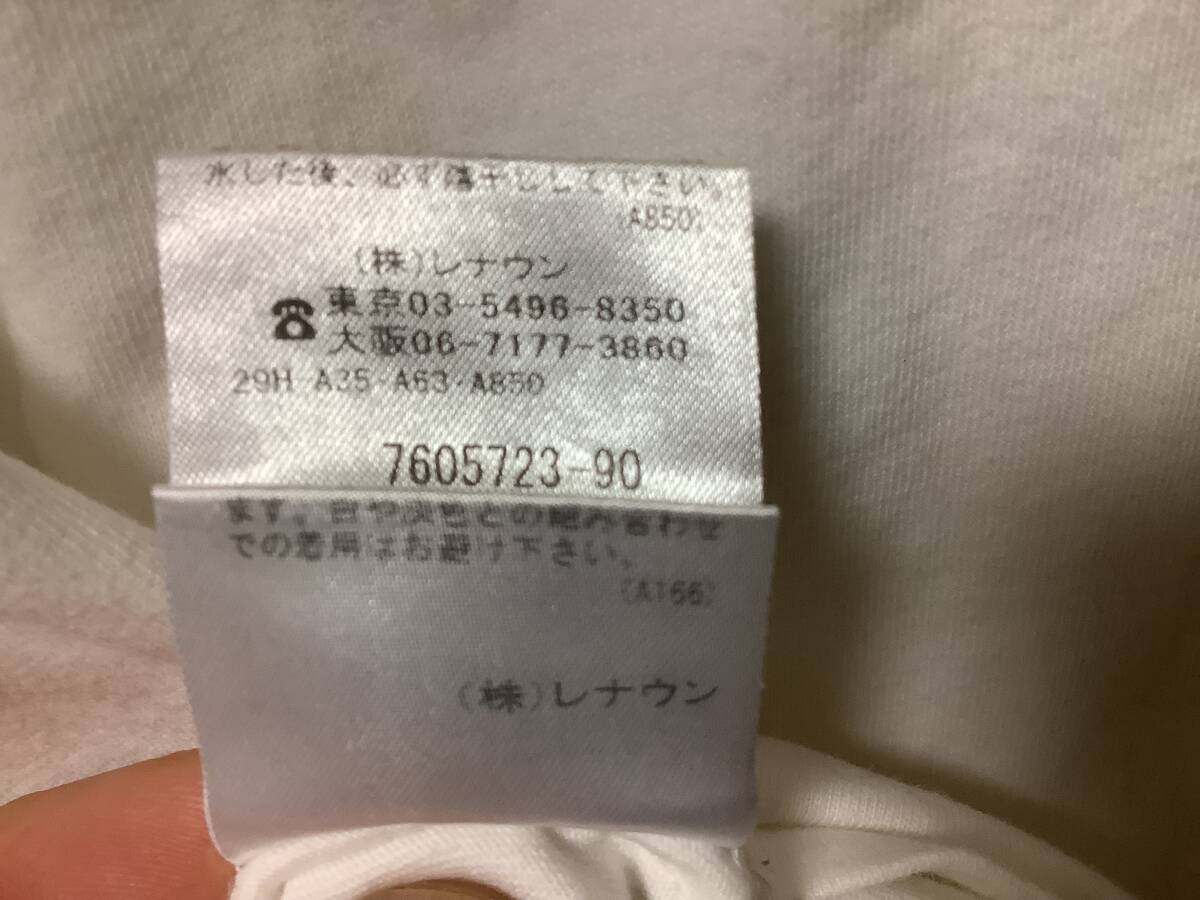 水した後、必ず陰干しして下さい。
A850)
(株)レナウン
☎東京03-5496-8350
大阪06-7177-3860
29H-A35-A63-A850
7605723-90
ます。白や淡色との組み合わせ
での着用はお避け下さい。
(A166)
(株)レナウン